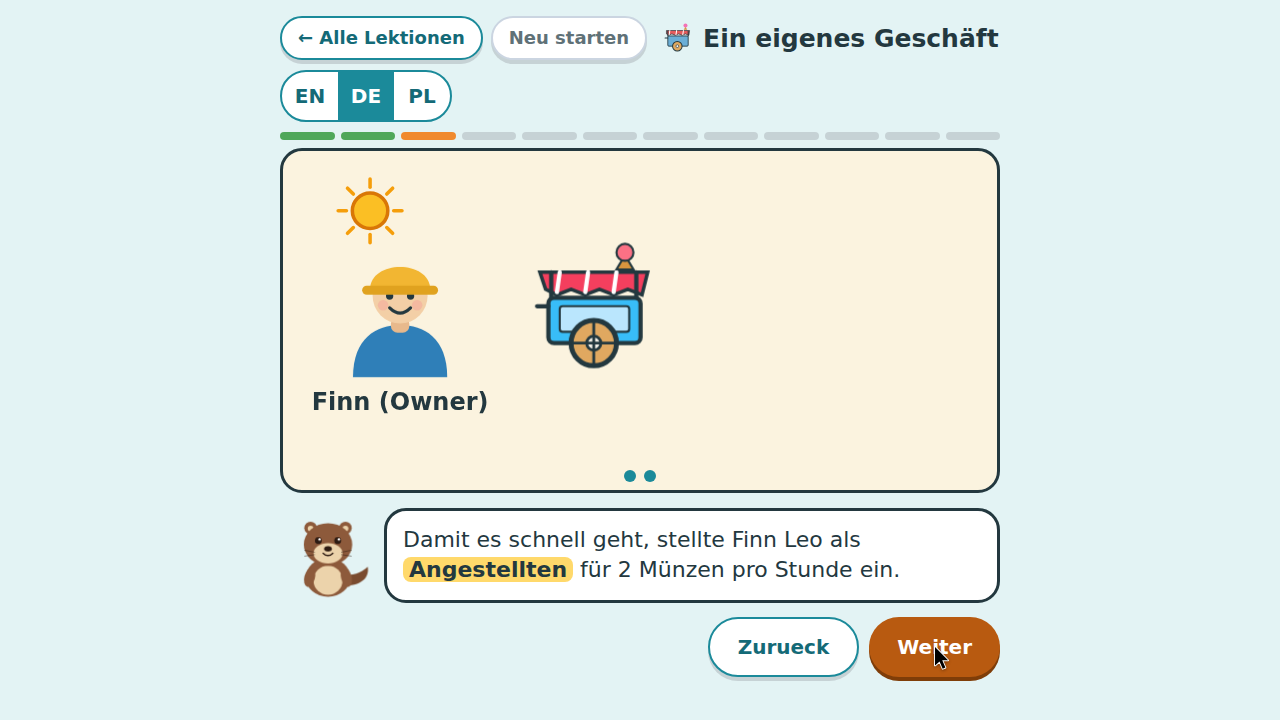 ← Alle Lektionen
Neu starten
Ein eigenes Geschäft
EN DE PL
Finn (Owner)
Damit es schnell geht, stellte Finn Leo als
Angestellten für 2 Münzen pro Stunde ein.
Zurueck
Weiter